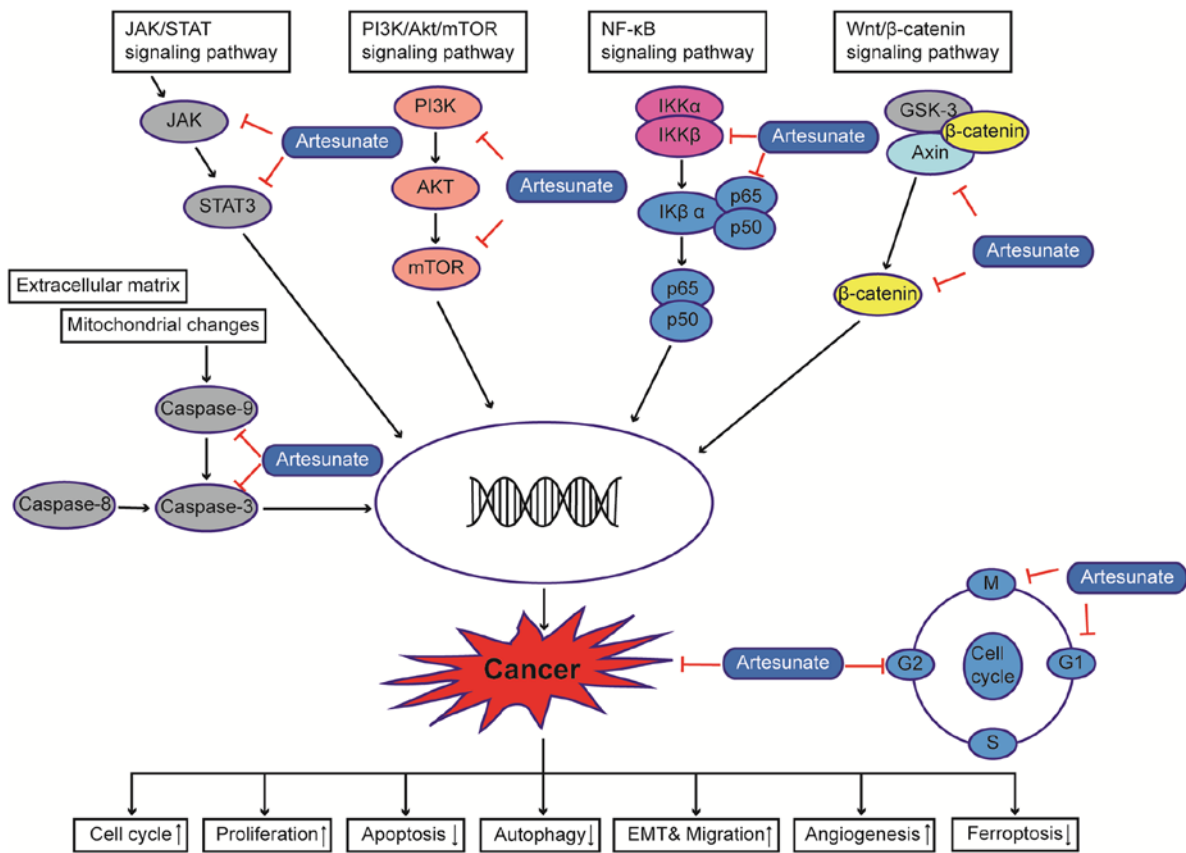 JAK/STAT
signaling pathway
PI3K/Akt/mTOR
signaling pathway
NF-κB
signaling pathway
Wnt/β-catenin
signaling pathway
JAK
Artesunate
STAT3
PI3K
AKT
Artesunate
mTOR
IKKα
IKKβ
Artesunate
IKβ α
p65
p50
p65
p50
GSK-3
β-catenin
Axin
Artesunate
β-catenin
Extracellular matrix
Mitochondrial changes
Caspase-9
Artesunate
Caspase-8
Caspase-3
Cancer
Artesunate
M
Artesunate
G2
Cell
cycle
G1
S
Cell cycle↑
Proliferation↑
Apoptosis↓
Autophagy↓
EMT& Migration↑
Angiogenesis↑
Ferroptosis↓